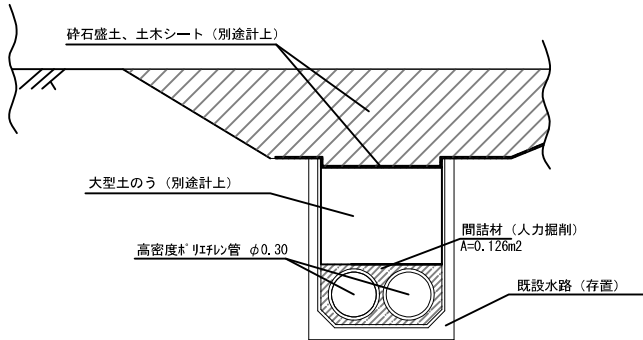 砕石盛土、土木シート（別途計上）
大型土のう（別途計上）
間詰材（人力掘削）
A=0.126m2
高密度ﾎﾟﾘｴﾁﾚﾝ管 φ0.30
既設水路（存置）